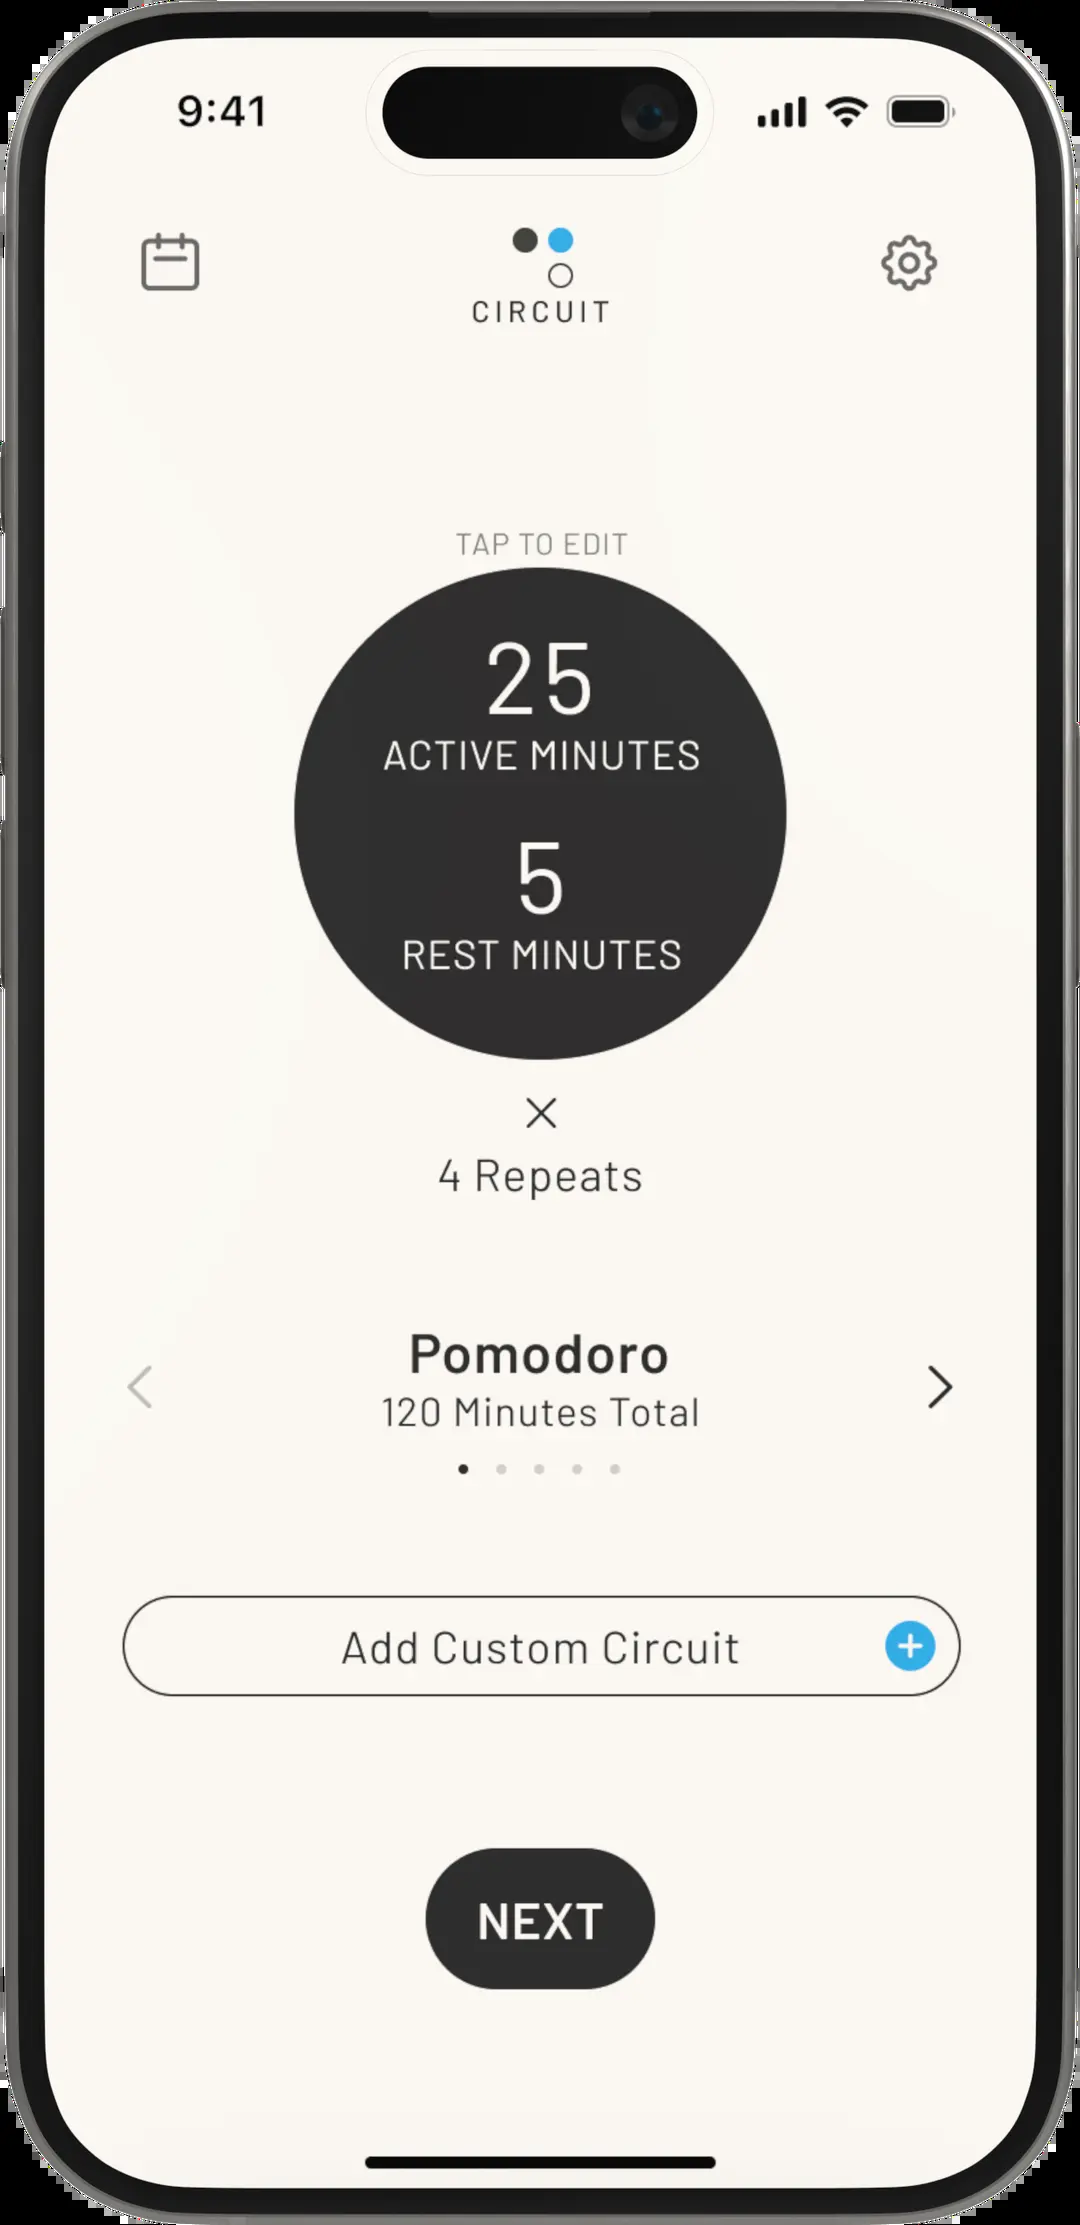 9:41
CIRCUIT
TAP TO EDIT
25
ACTIVE MINUTES
5
REST MINUTES
4 Repeats
Pomodoro
120 Minutes Total
Add Custom Circuit
NEXT